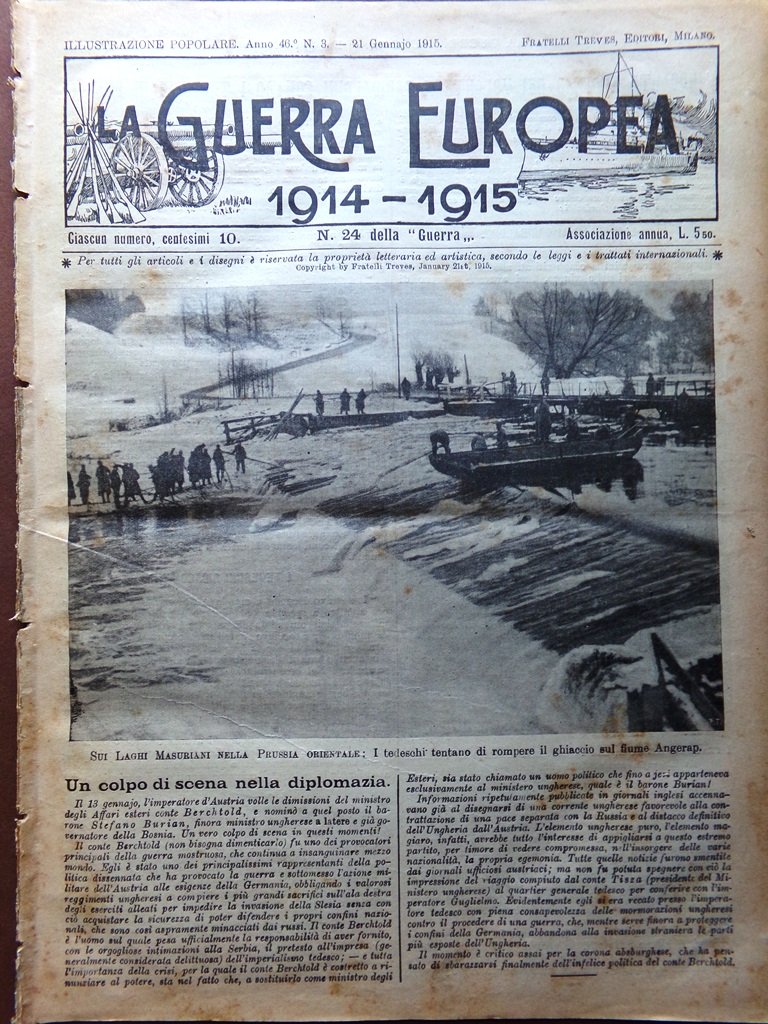 ILLUSTRAZIONE POPOLARE. Anno 46.º N. 3. — 21 Gennajo 1915. FRATELLI TREVES, EDITORI, MILANO.
LA GUERRA EUROPEA
1914-1915
Ciascun numero, centesimi 10. N. 24 della "Guerra„. Associazione annua, L. 5 50.
* Per tutti gli articoli e i disegni è riservata la proprietà letteraria ed artistica, secondo le leggi e i trattati internazionali. *
Copyright by Fratelli Treves, January 21st, 1915.
SUI LAGHI MASURIANI NELLA PRUSSIA ORIENTALE: I tedeschi tentano di rompere il ghiaccio sul fiume Angerap.
Un colpo di scena nella diplomazia.
Il 13 gennajo, l'imperatore d'Austria volle le dimissioni del ministro
degli Affari esteri conte Berchtold, e nominò a quel posto il ba-
rone Stefano Burian, finora ministro ungherese a latere e già go-
vernatore della Bosnia. Un vero colpo di scena in questi momenti!
Il conte Berchtold (non bisogna dimenticarlo) fu uno dei provocatori
principali della guerra mostruosa, che continua a insanguinare mezzo
mondo. Egli è stato uno dei principalissimi rappresentanti della po-
litica dissennata che ha provocato la guerra e sottomesso l'azione mi-
litare dell'Austria alle esigenze della Germania, obbligando i valorosi
reggimenti ungheresi a compiere i più grandi sacrifici sull'ala destra
degli eserciti alleati per impedire la invasione della Slesia senza con
ciò acquistare la sicurezza di poter difendere i propri confini nazio-
nali, che sono così aspramente minacciati dai russi. Il conte Berchtold
è l'uomo sul quale pesa ufficialmente la responsabilità di aver fornito,
con le orgogliose intimazioni alla Serbia, il pretesto all'impresa (ge-
neralmente considerata delittuosa) dell'imperialismo tedesco; — e tutta
l'importanza della crisi, per la quale il conte Berchtold è costretto a ri-
nunziare al potere, sta nel fatto che, a sostituirlo come ministro degli
Esteri, sia stato chiamato un uomo politico che fino a jeri apparteneva
esclusivamente al ministero ungherese, quale è il barone Burian!
Informazioni ripetutamente pubblicate in giornali inglesi accenna-
vano già al disegnarsi di una corrente ungherese favorevole alla con-
trattazione di una pace separata con la Russia e al distacco definitivo
dell'Ungheria dall'Austria. L'elemento ungherese puro, l'elemento ma-
giaro, infatti, avrebbe tutto l'interesse di appigliarsi a questo estremo
partito, per timore di vedere compromessa, nell'insorgere delle varie
nazionalità, la propria egemonia. Tutte quelle notizie furono smentite
dai giornali ufficiosi austriaci; ma non fu potuta spegnere con ciò la
impressione del viaggio compiuto dal conte Tisza (presidente del Mi-
nistero ungherese) al quartier generale tedesco per conferire con l'im-
peratore Guglielmo. Evidentemente egli si era recato presso l'impera-
tore tedesco con piena consapevolezza delle mormorazioni ungheresi
contro il procedere di una guerra, che, mentre serve finora a proteggere
i confini della Germania, abbandona alla invasione straniera le parti
più esposte dell'Ungheria.
Il momento è critico assai per la corona absburghese, che ha pen-
sato di sbarazzarsi finalmente dell'infelice politica del conte Berchtold.